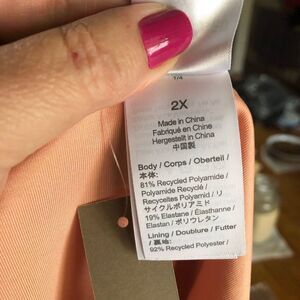 1/4
2X
Made in China
Fabriqué en Chine
Hergestellt in China
中国製
Body / Corps / Oberteil /
本体:
81% Recycled Polyamide /
Polyamide Recyclé /
Recyceltes Polyamid / リ
サイクルポリアミド
19% Elastane / Élasthanne /
Elastan / ポリウレタン
Lining / Doublure / Futter
/ 裏地:
92% Recycled Polyester /